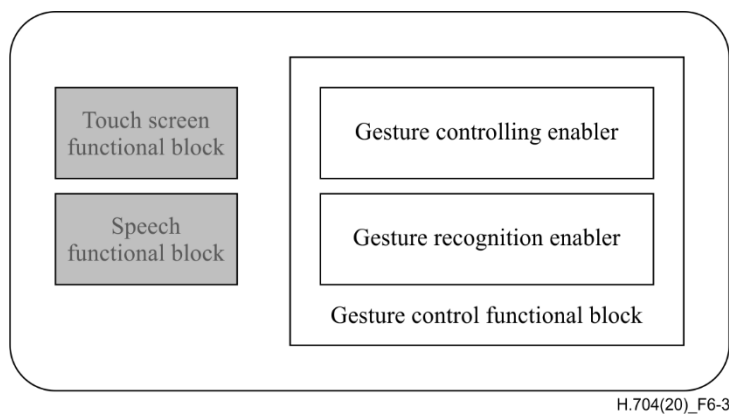 Touch screen
functional block
Gesture controlling enabler
Speech
functional block
Gesture recognition enabler
Gesture control functional block
H.704(20)_F6-3